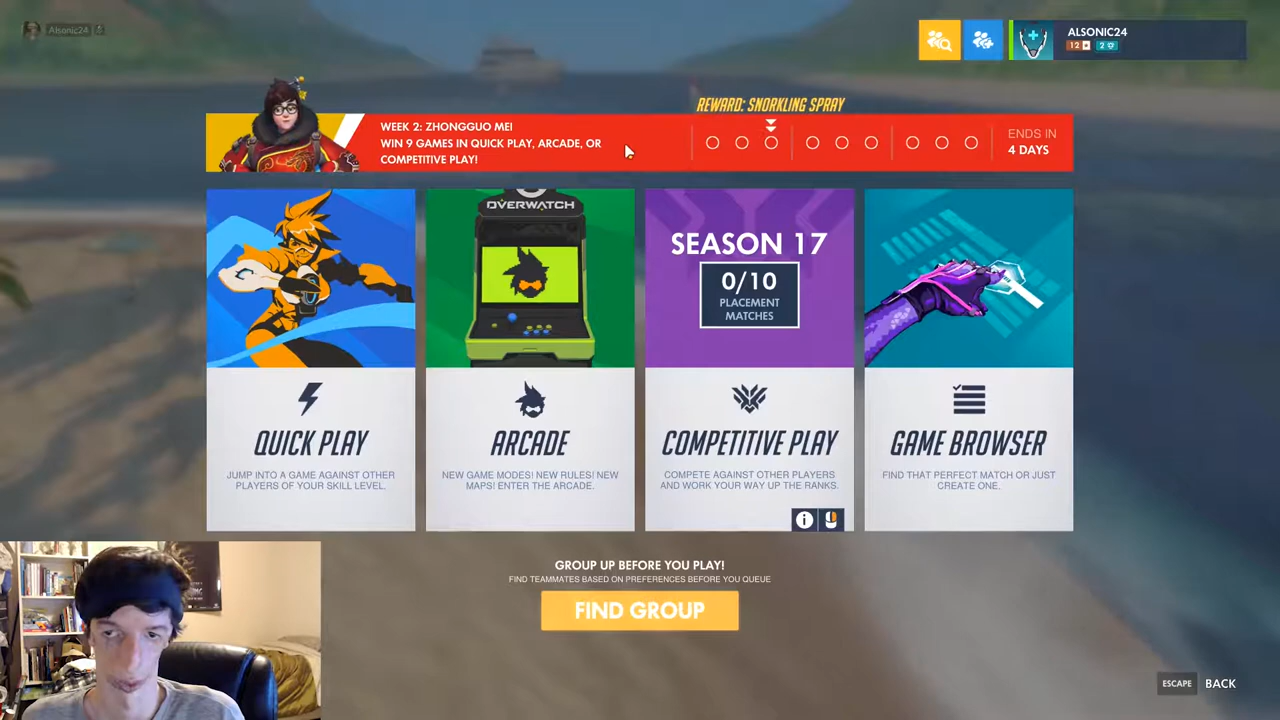 Alsonic24
ALSONIC24
12
2
REWARD: SNORKLING SPRAY
WEEK 2: ZHONGGUO MEI
WIN 9 GAMES IN QUICK PLAY, ARCADE, OR
COMPETITIVE PLAY!
ENDS IN
4 DAYS
OVERWATCH
SEASON 17
0/10
PLACEMENT
MATCHES
QUICK PLAY
JUMP INTO A GAME AGAINST OTHER
PLAYERS OF YOUR SKILL LEVEL.
ARCADE
NEW GAME MODES! NEW RULES! NEW
MAPS! ENTER THE ARCADE.
COMPETITIVE PLAY
COMPETE AGAINST OTHER PLAYERS
AND WORK YOUR WAY UP THE RANKS.
GAME BROWSER
FIND THAT PERFECT MATCH OR JUST
CREATE ONE.
GROUP UP BEFORE YOU PLAY!
FIND TEAMMATES BASED ON PREFERENCES BEFORE YOU QUEUE
FIND GROUP
ESCAPE BACK